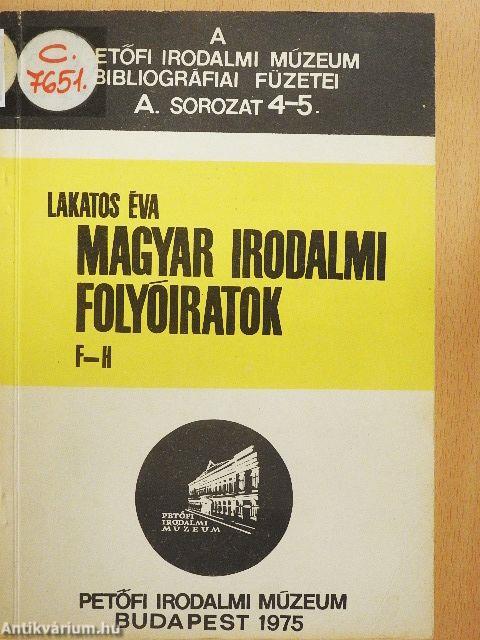 A
PETŐFI IRODALMI MÚZEUM
BIBLIOGRÁFIAI FÜZETEI
A. SOROZAT 4-5.
C.
7651.
LAKATOS ÉVA
MAGYAR IRODALMI
FOLYÓIRATOK
F-H
PETŐFI
IRODALMI
MÚZEUM
PETŐFI IRODALMI MÚZEUM
BUDAPEST 1975
Antikvárium.hu